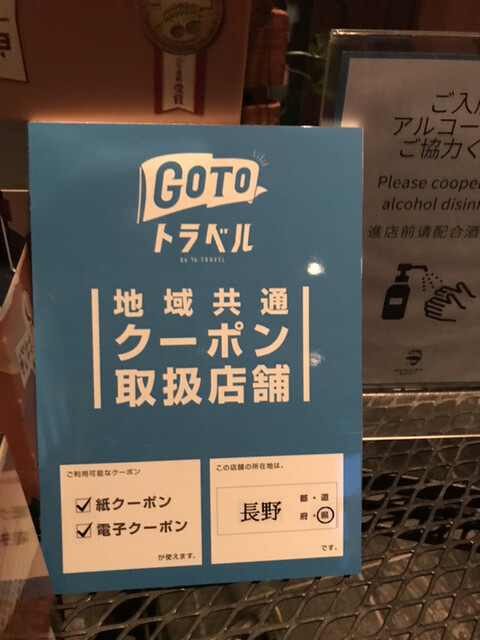 受賞
GOTO
トラベル
Go To TRAVEL
地域共通
クーポン
取扱店舗
ご利用可能なクーポン
紙クーポン
電子クーポン
が使えます。
この店舗の所在地は、
長野
都・道
府・県
です。
ご入
アルコー
ご協力く
Please cooper
alcohol disin
进店前请配合酒